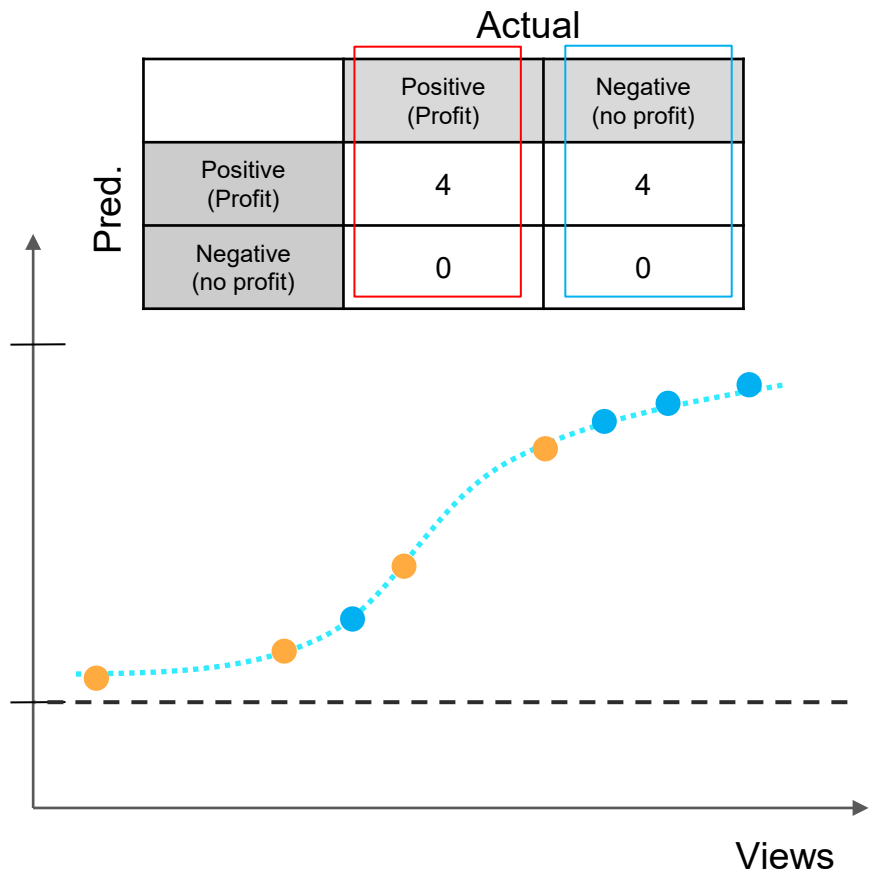 Actual
Positive
(Profit)
Negative
(no profit)
Pred.
Positive
(Profit)
4
4
Negative
(no profit)
0
0
Views